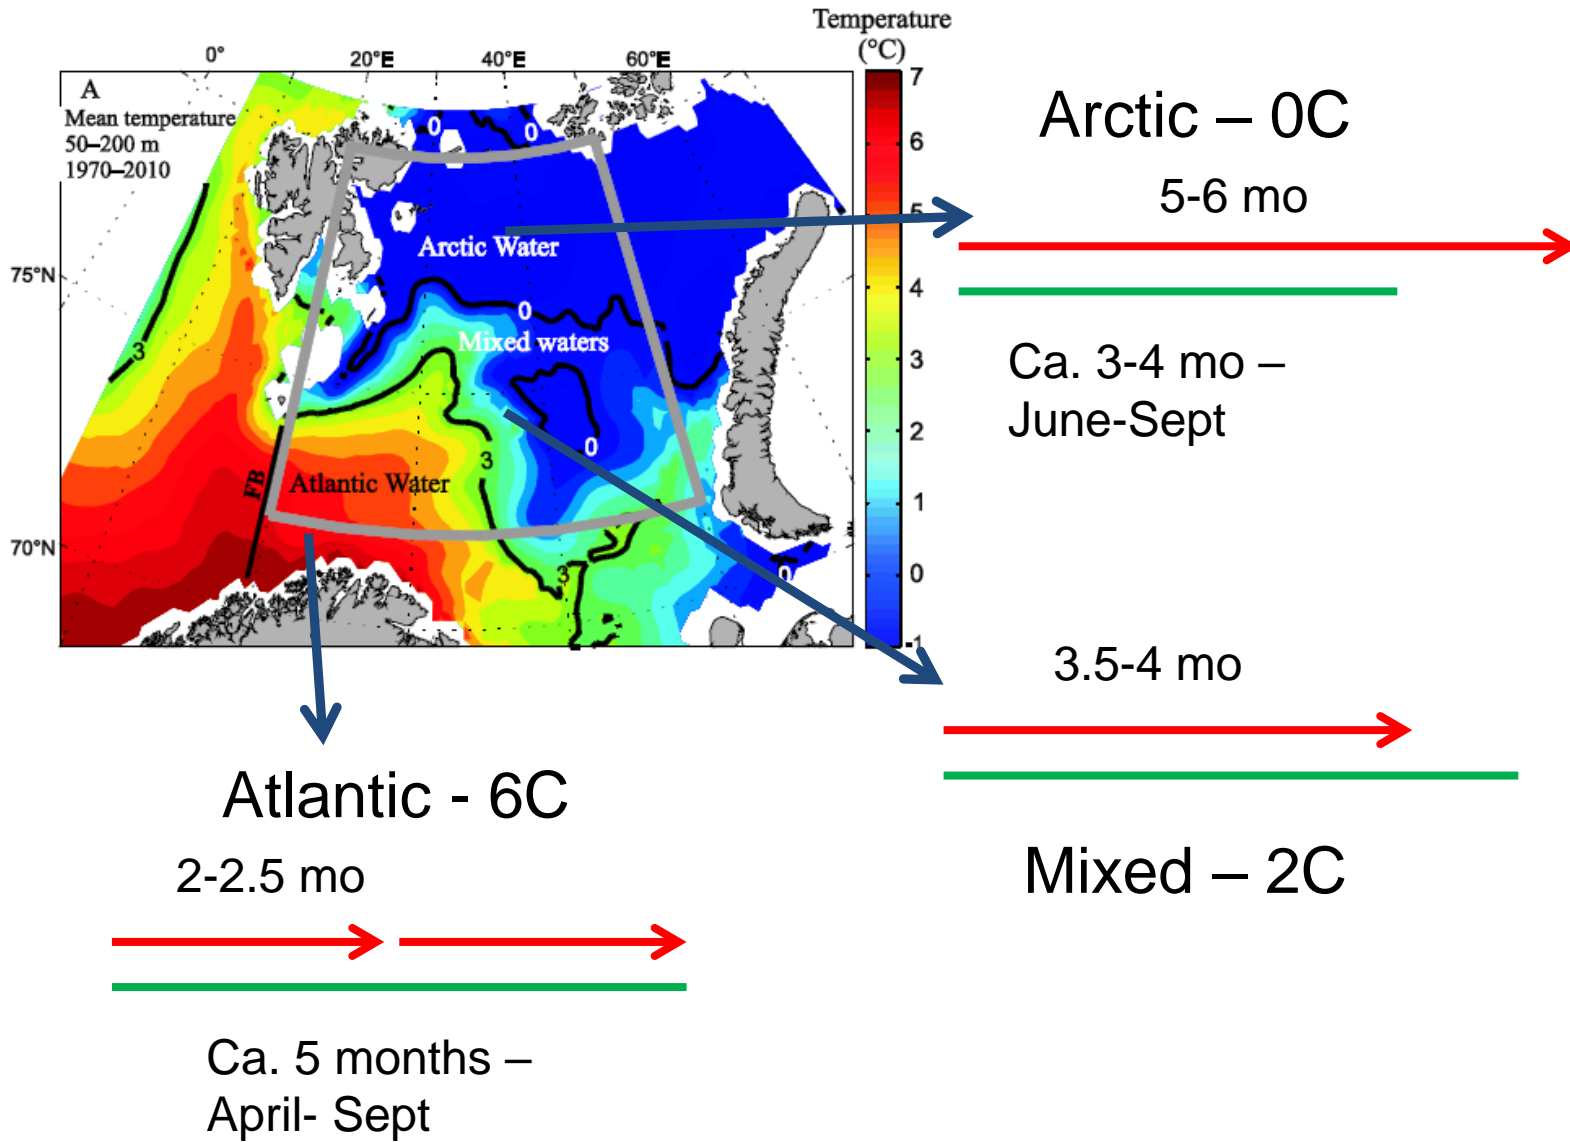 Temperature
(°C)
0°
20°E
40°E
60°E
A
Mean temperature
50–200 m
1970–2010
7
6
5
4
3
2
1
0
-1
75°N
70°N
0
0
Arctic Water
0
Mixed waters
3
3
0
FB
Atlantic Water
3
0
Arctic – 0C
5-6 mo
Ca. 3-4 mo –
June-Sept
3.5-4 mo
Mixed – 2C
Atlantic - 6C
2-2.5 mo
Ca. 5 months –
April- Sept